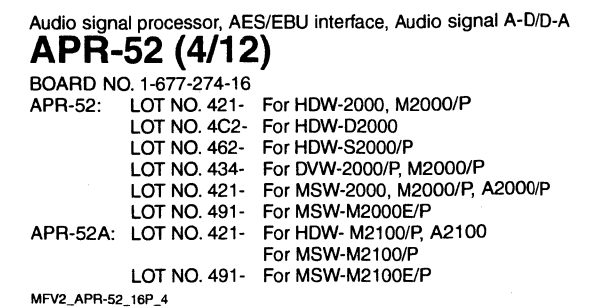 Audio signal processor, AES/EBU interface, Audio signal A-D/D-A
APR-52 (4/12)
BOARD NO. 1-677-274-16
APR-52: LOT NO. 421- For HDW-2000, M2000/P
LOT NO. 4C2- For HDW-D2000
LOT NO. 462- For HDW-S2000/P
LOT NO. 434- For DVW-2000/P, M2000/P
LOT NO. 421- For MSW-2000, M2000/P, A2000/P
LOT NO. 491- For MSW-M2000E/P
APR-52A: LOT NO. 421- For HDW- M2100/P, A2100
For MSW-M2100/P
LOT NO. 491- For MSW-M2100E/P
MFV2_APR-52_16P_4